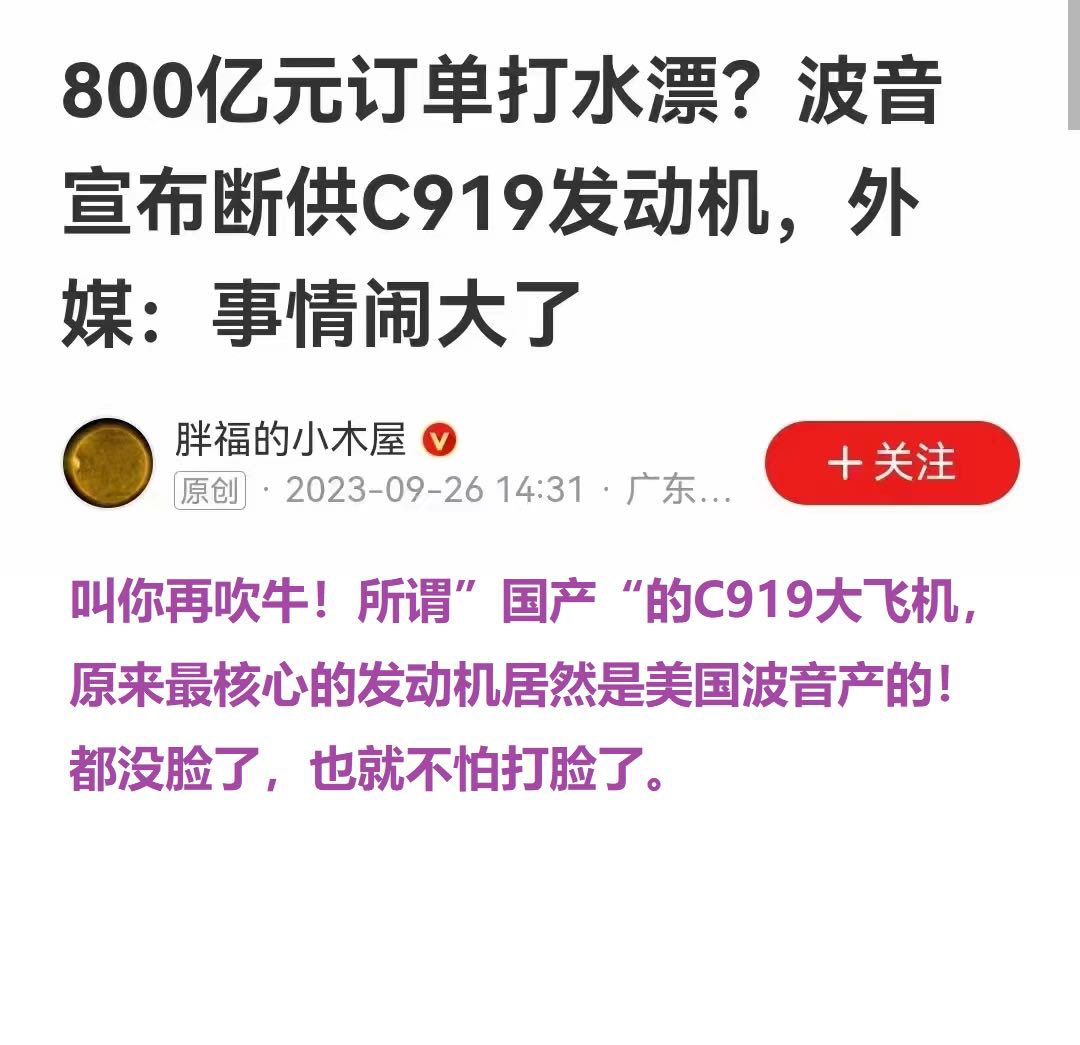 800亿元订单打水漂？波音
宣布断供C919发动机，外
媒：事情闹大了
胖福的小木屋
原创 · 2023-09-26 14:31 · 广东...
+关注
叫你再吹牛！所谓”国产“的C919大飞机，
原来最核心的发动机居然是美国波音产的！
都没脸了，也就不怕打脸了。